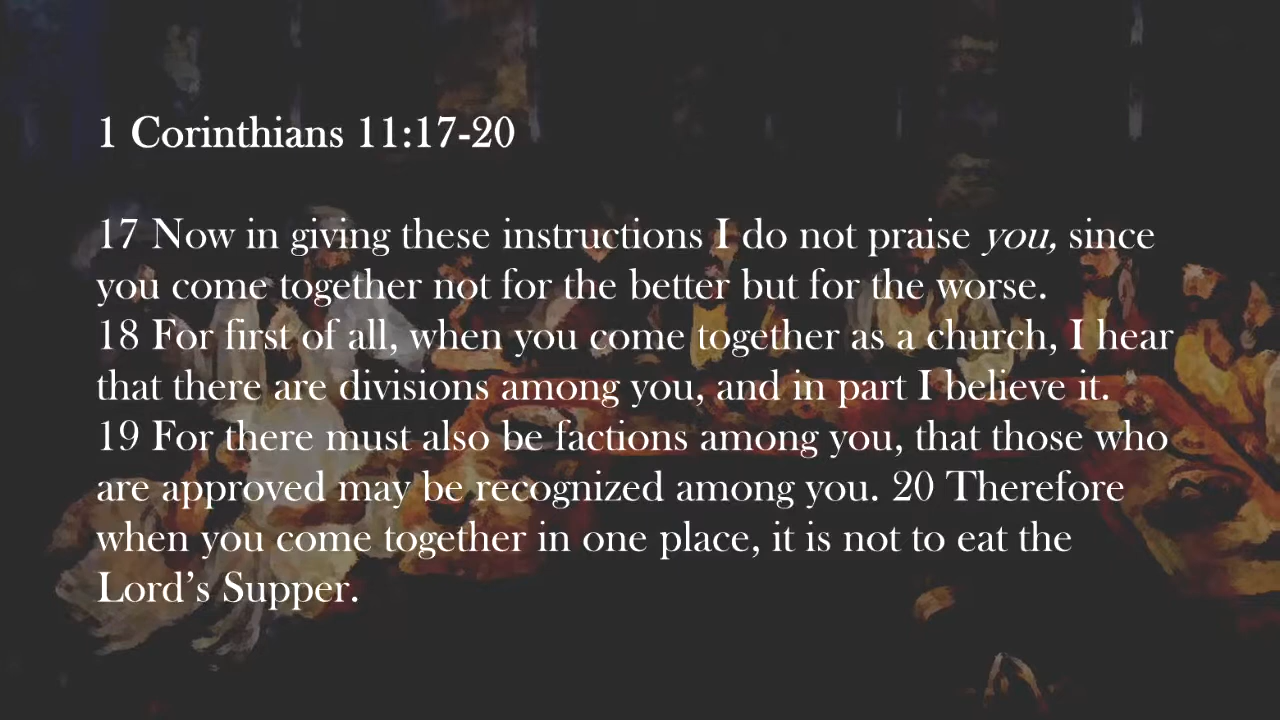 1 Corinthians 11:17-20
17 Now in giving these instructions I do not praise you, since
you come together not for the better but for the worse.
18 For first of all, when you come together as a church, I hear
that there are divisions among you, and in part I believe it.
19 For there must also be factions among you, that those who
are approved may be recognized among you. 20 Therefore
when you come together in one place, it is not to eat the
Lord’s Supper.